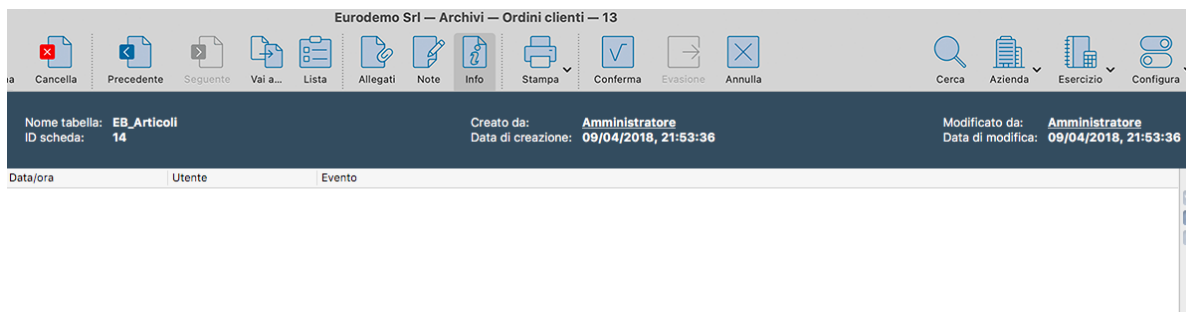 Eurodemo Srl — Archivi — Ordini clienti — 13
Cancella Precedente Seguente Vai a... Lista Allegati Note Info Stampa Conferma Evasione Annulla Cerca Azienda Esercizio Configura
Nome tabella: EB_Articoli Creato da: Amministratore Modificato da: Amministratore
ID scheda: 14 Data di creazione: 09/04/2018, 21:53:36 Data di modifica: 09/04/2018, 21:53:36
Data/ora Utente Evento